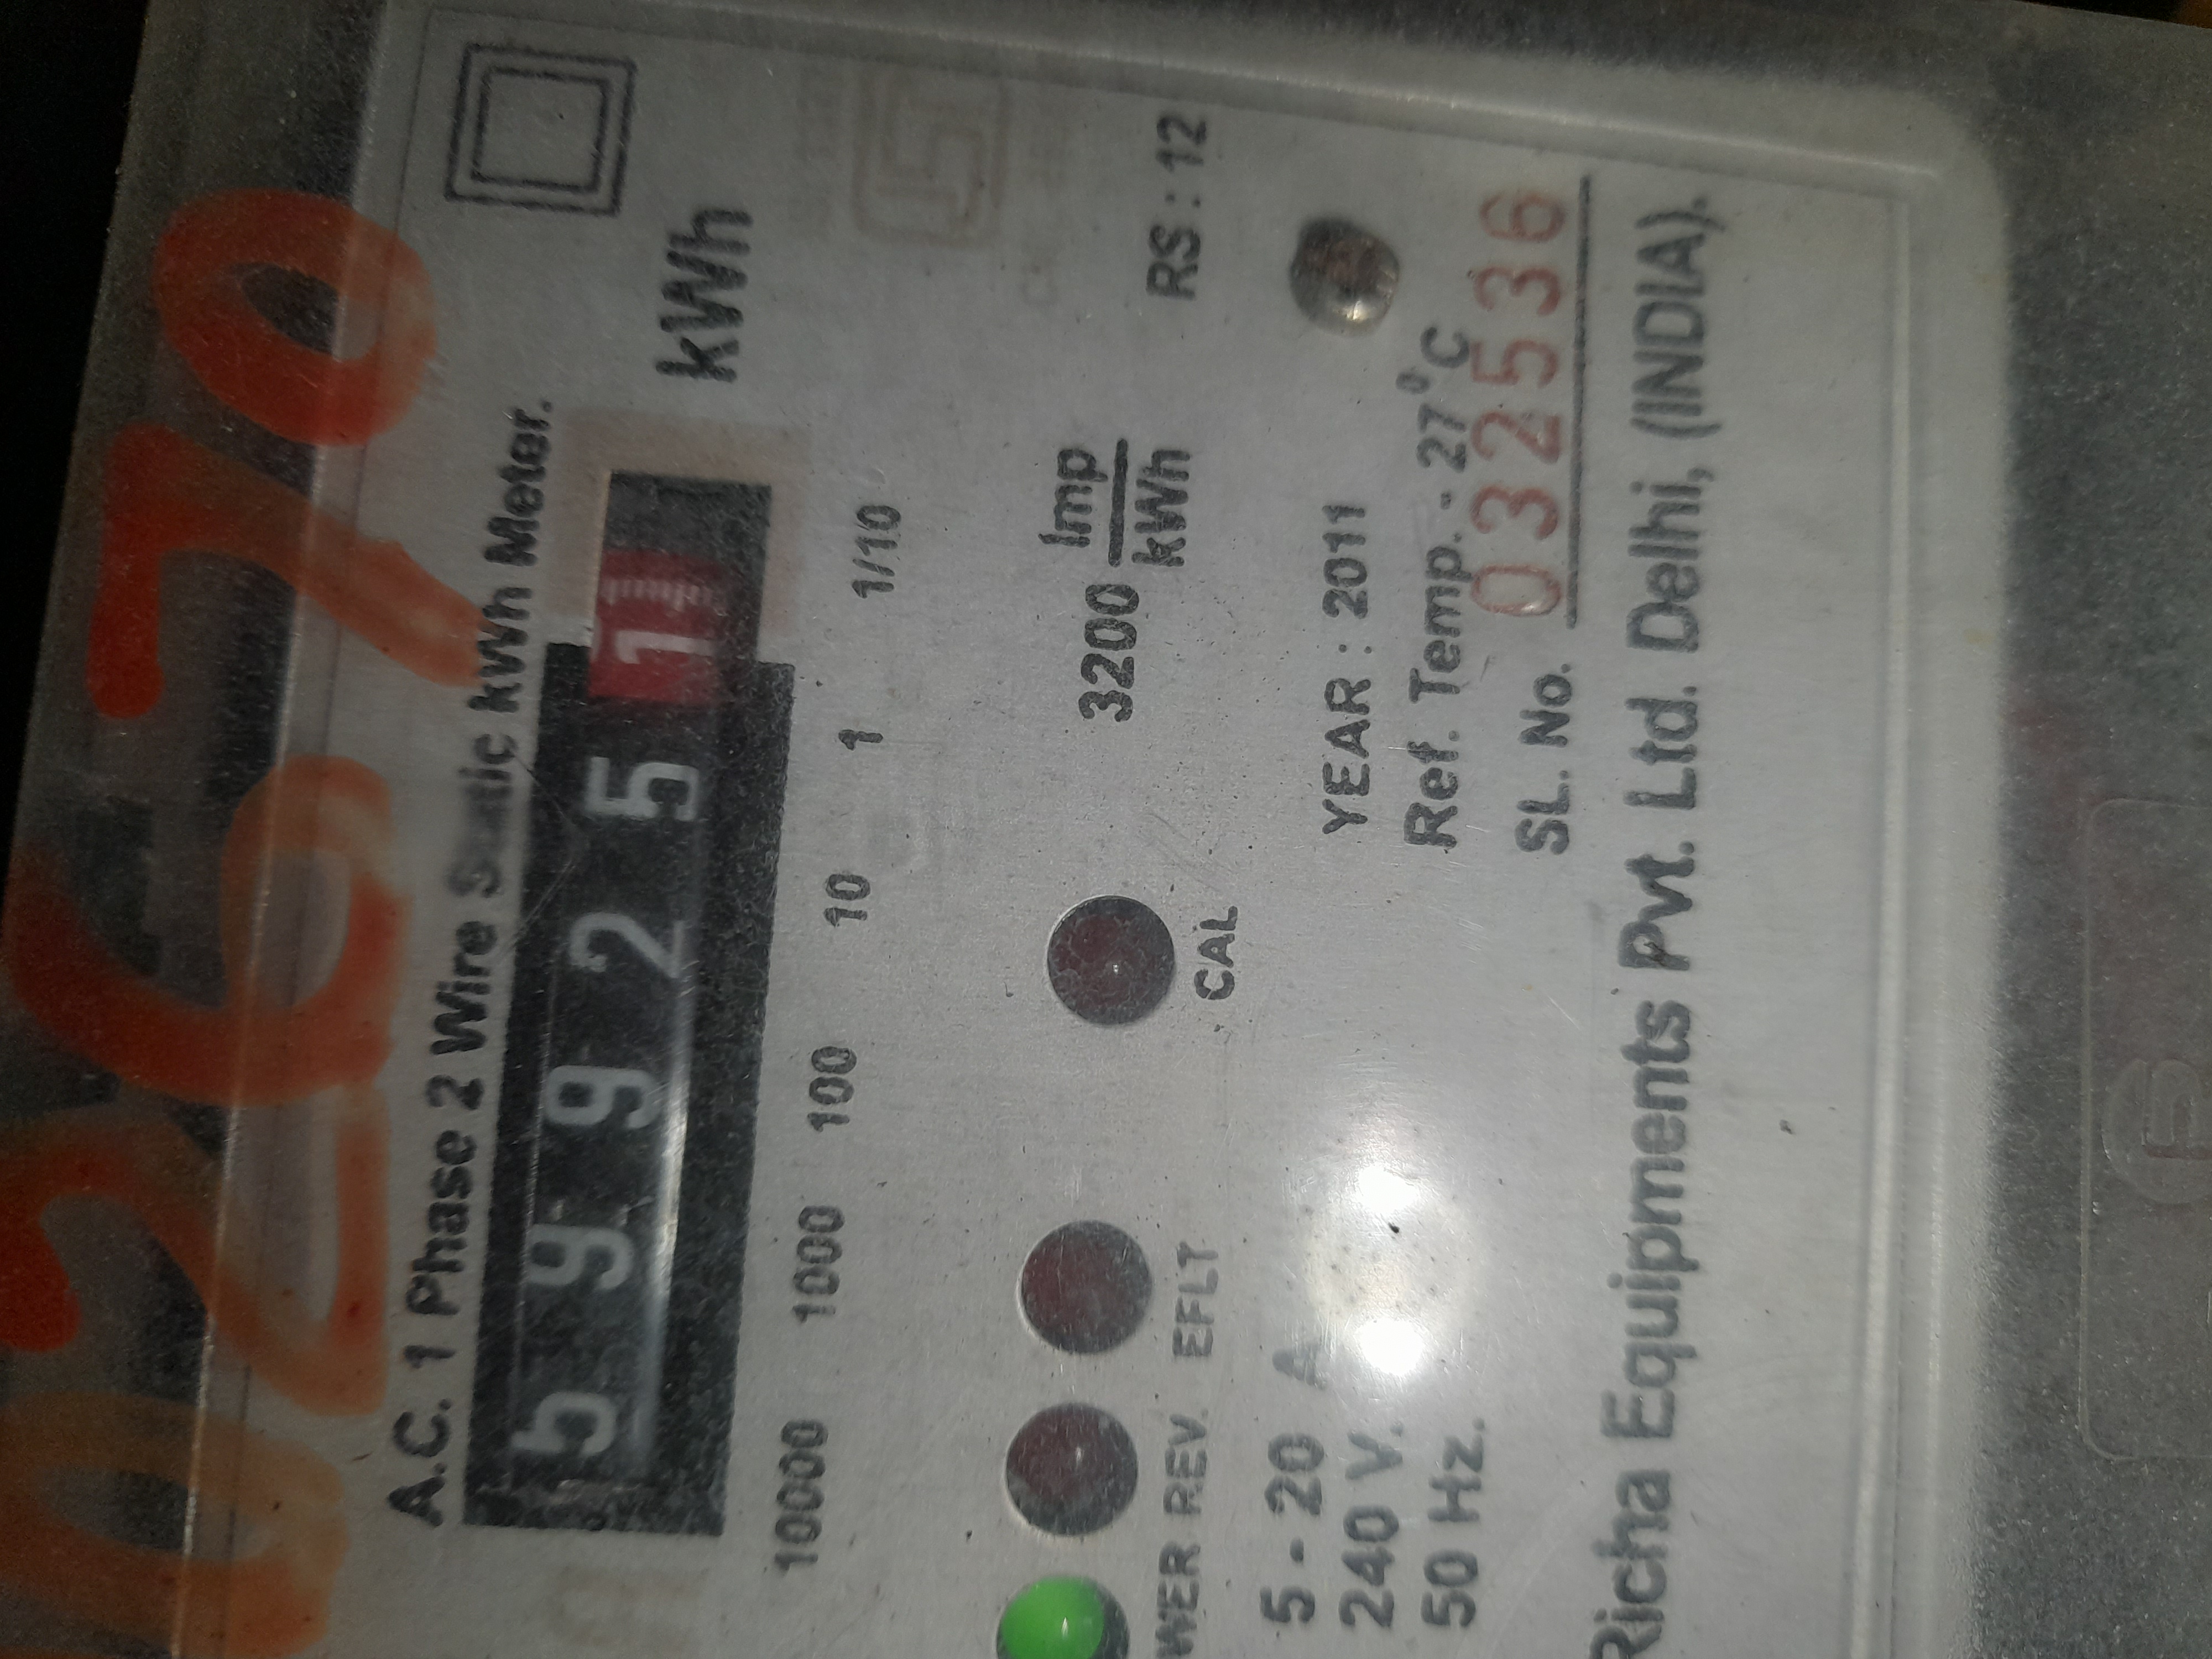 02670
A.C. 1 Phase 2 Wire Static kWh Meter.
5 9 9 2 5 1 kWh
10000 1000 100 10 1 1/10
3200 Imp/kWh
CAL
RS : 12
REV. EFLT
5 - 20 A
240 V.
50 Hz.
YEAR : 2011
Ref. Temp. - 27°C
SL. No. 032536
Richa Equipments Pvt. Ltd. Delhi, (INDIA).